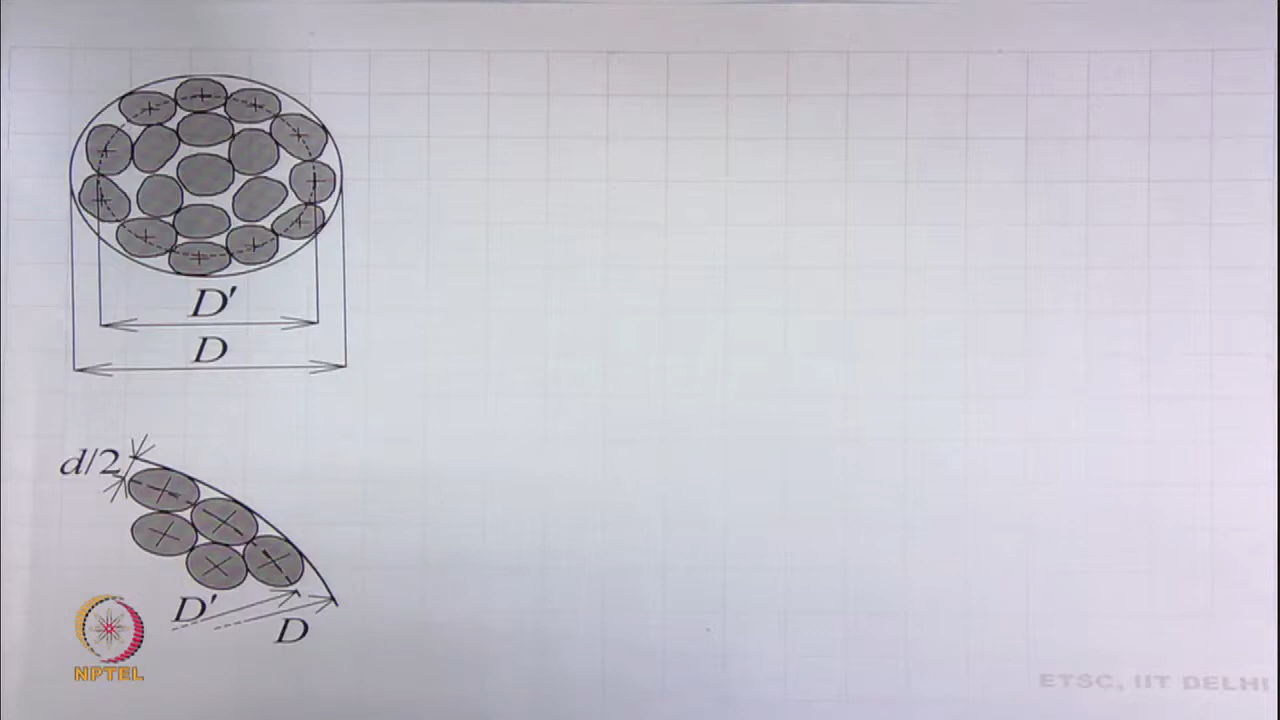 D′
D
d/2
D′
D
NPTEL
ETSC, IIT DELHI